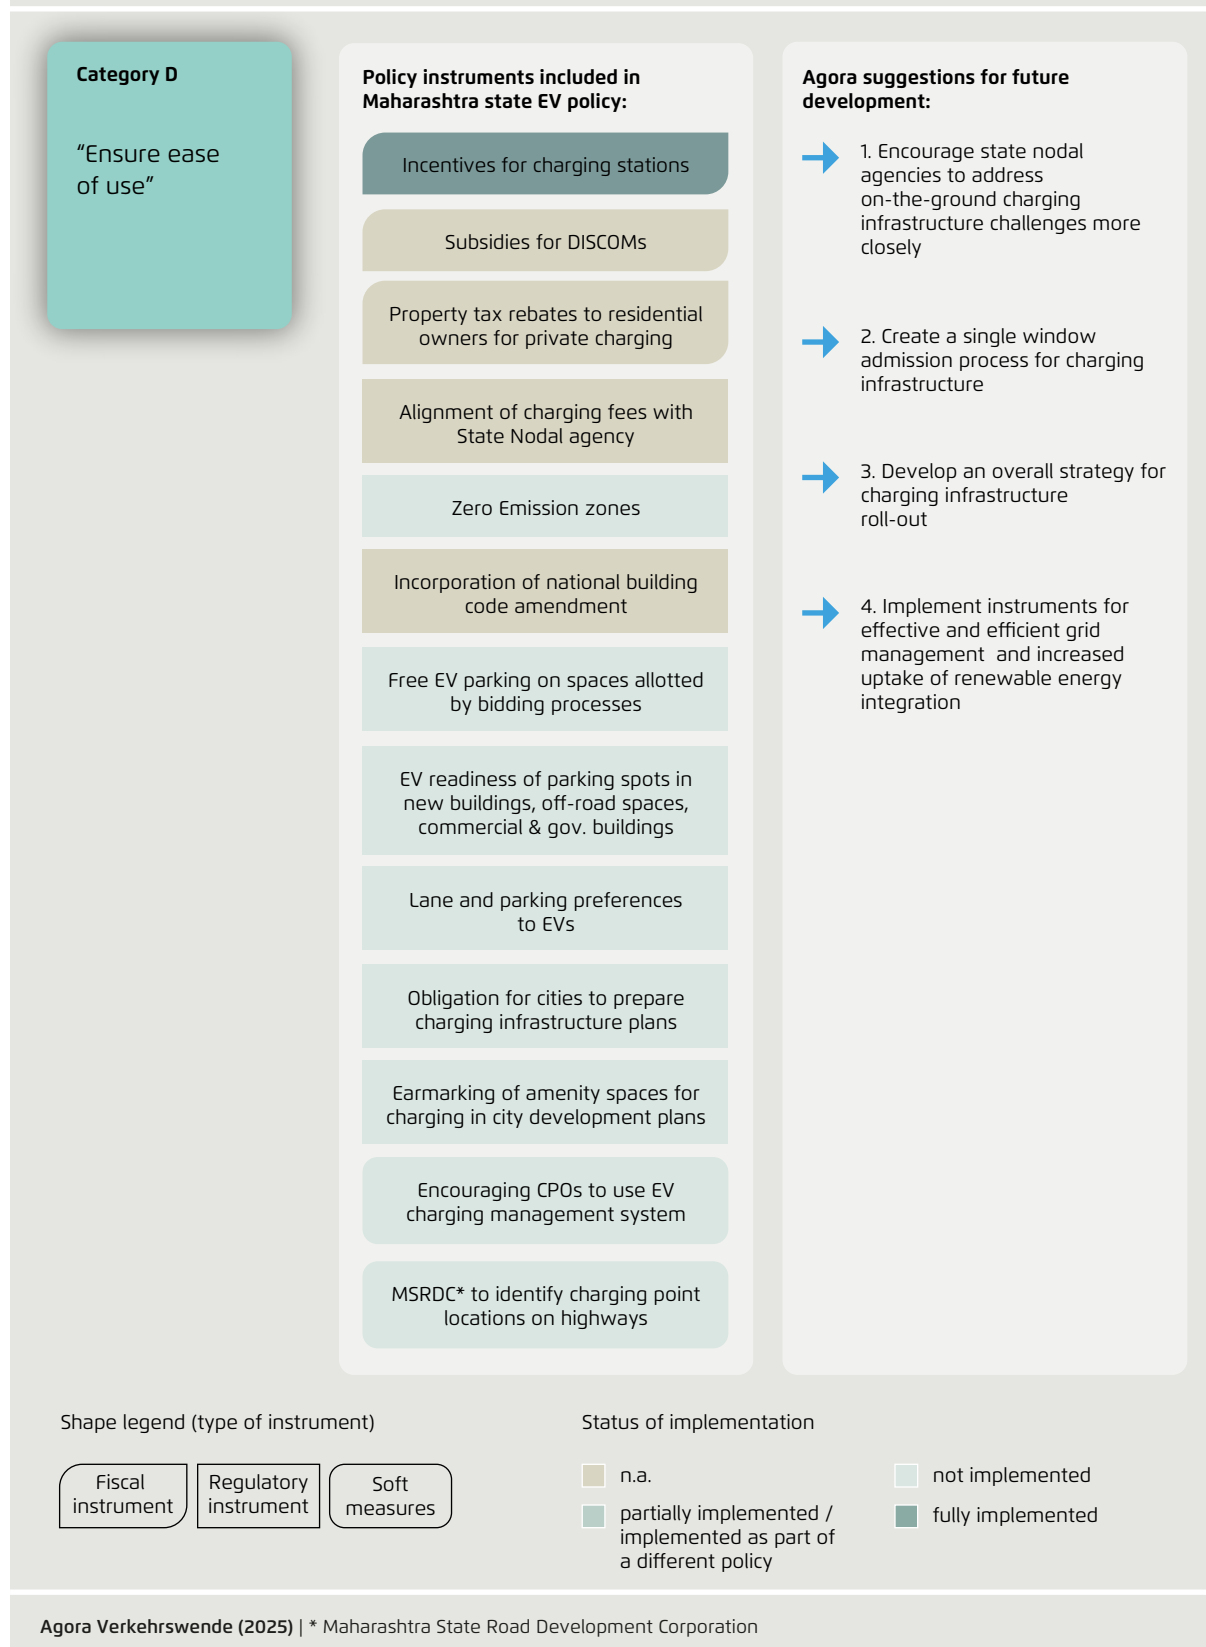 Category D
“Ensure ease
of use”
Policy instruments included in
Maharashtra state EV policy:
Incentives for charging stations
Subsidies for DISCOMs
Property tax rebates to residential
owners for private charging
Alignment of charging fees with
State Nodal agency
Zero Emission zones
Incorporation of national building
code amendment
Free EV parking on spaces allotted
by bidding processes
EV readiness of parking spots in
new buildings, off-road spaces,
commercial & gov. buildings
Lane and parking preferences
to EVs
Obligation for cities to prepare
charging infrastructure plans
Earmarking of amenity spaces for
charging in city development plans
Encouraging CPOs to use EV
charging management system
MSRDC* to identify charging point
locations on highways
Agora suggestions for future
development:
1. Encourage state nodal
agencies to address
on-the-ground charging
infrastructure challenges more
closely
2. Create a single window
admission process for charging
infrastructure
3. Develop an overall strategy for
charging infrastructure
roll-out
4. Implement instruments for
effective and efficient grid
management and increased
uptake of renewable energy
integration
Shape legend (type of instrument)
Fiscal
instrument
Regulatory
instrument
Soft
measures
Status of implementation
n.a.
partially implemented /
implemented as part of
a different policy
not implemented
fully implemented
Agora Verkehrswende (2025) | * Maharashtra State Road Development Corporation